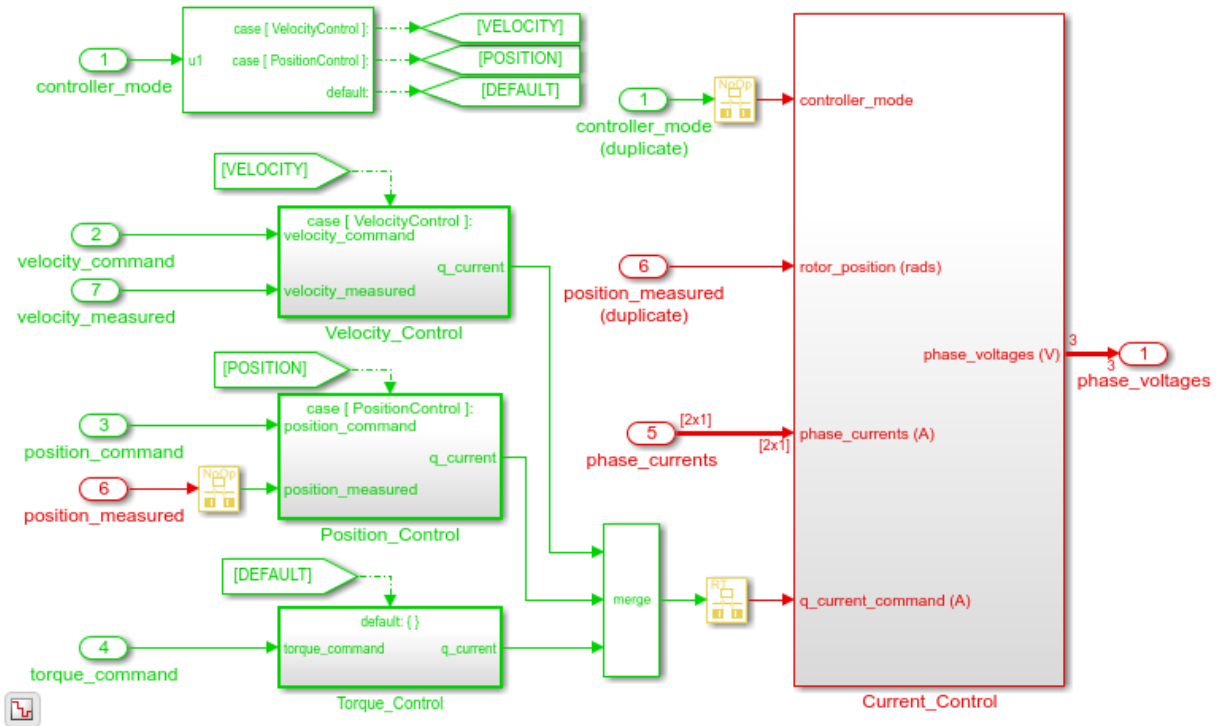 case [ VelocityControl ]:
[VELOCITY]
1
u1
case [ PositionControl ]:
[POSITION]
controller_mode
default:
[DEFAULT]
1
NoOp
controller_mode
controller_mode
(duplicate)
[VELOCITY]
case [ VelocityControl ]:
2
velocity_command
velocity_command
q_current
7
velocity_measured
velocity_measured
Velocity_Control
6
rotor_position (rads)
position_measured
(duplicate)
phase_voltages (V)
3
3
1
phase_voltages
[POSITION]
case [ PositionControl ]:
3
position_command
position_command
q_current
6
NoOp
position_measured
position_measured
Position_Control
5
[2x1]
[2x1]
phase_currents (A)
phase_currents
[DEFAULT]
default: { }
4
torque_command
q_current
torque_command
Torque_Control
merge
RT
q_current_command (A)
Current_Control